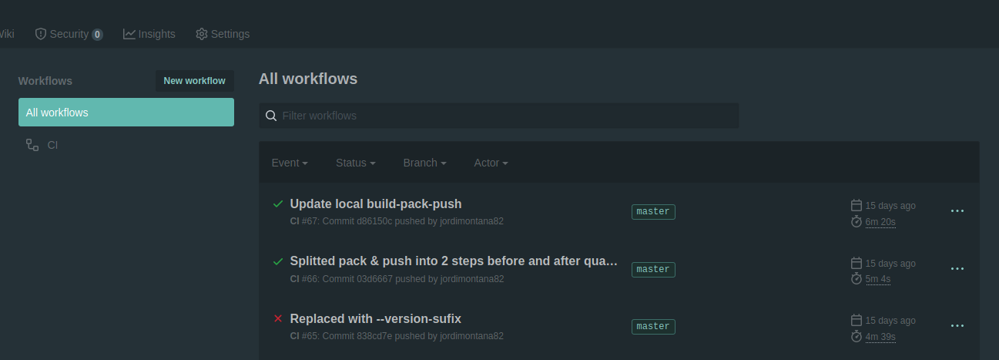 Wiki Security 0 Insights Settings
Workflows New workflow
All workflows
CI
All workflows
Filter workflows
Event Status Branch Actor
Update local build-pack-push
CI #67: Commit d86150c pushed by jordimontana82
master
15 days ago
6m 20s
Splitted pack & push into 2 steps before and after qua…
CI #66: Commit 03d6667 pushed by jordimontana82
master
15 days ago
5m 4s
Replaced with --version-sufix
CI #65: Commit 838cd7e pushed by jordimontana82
master
15 days ago
4m 39s